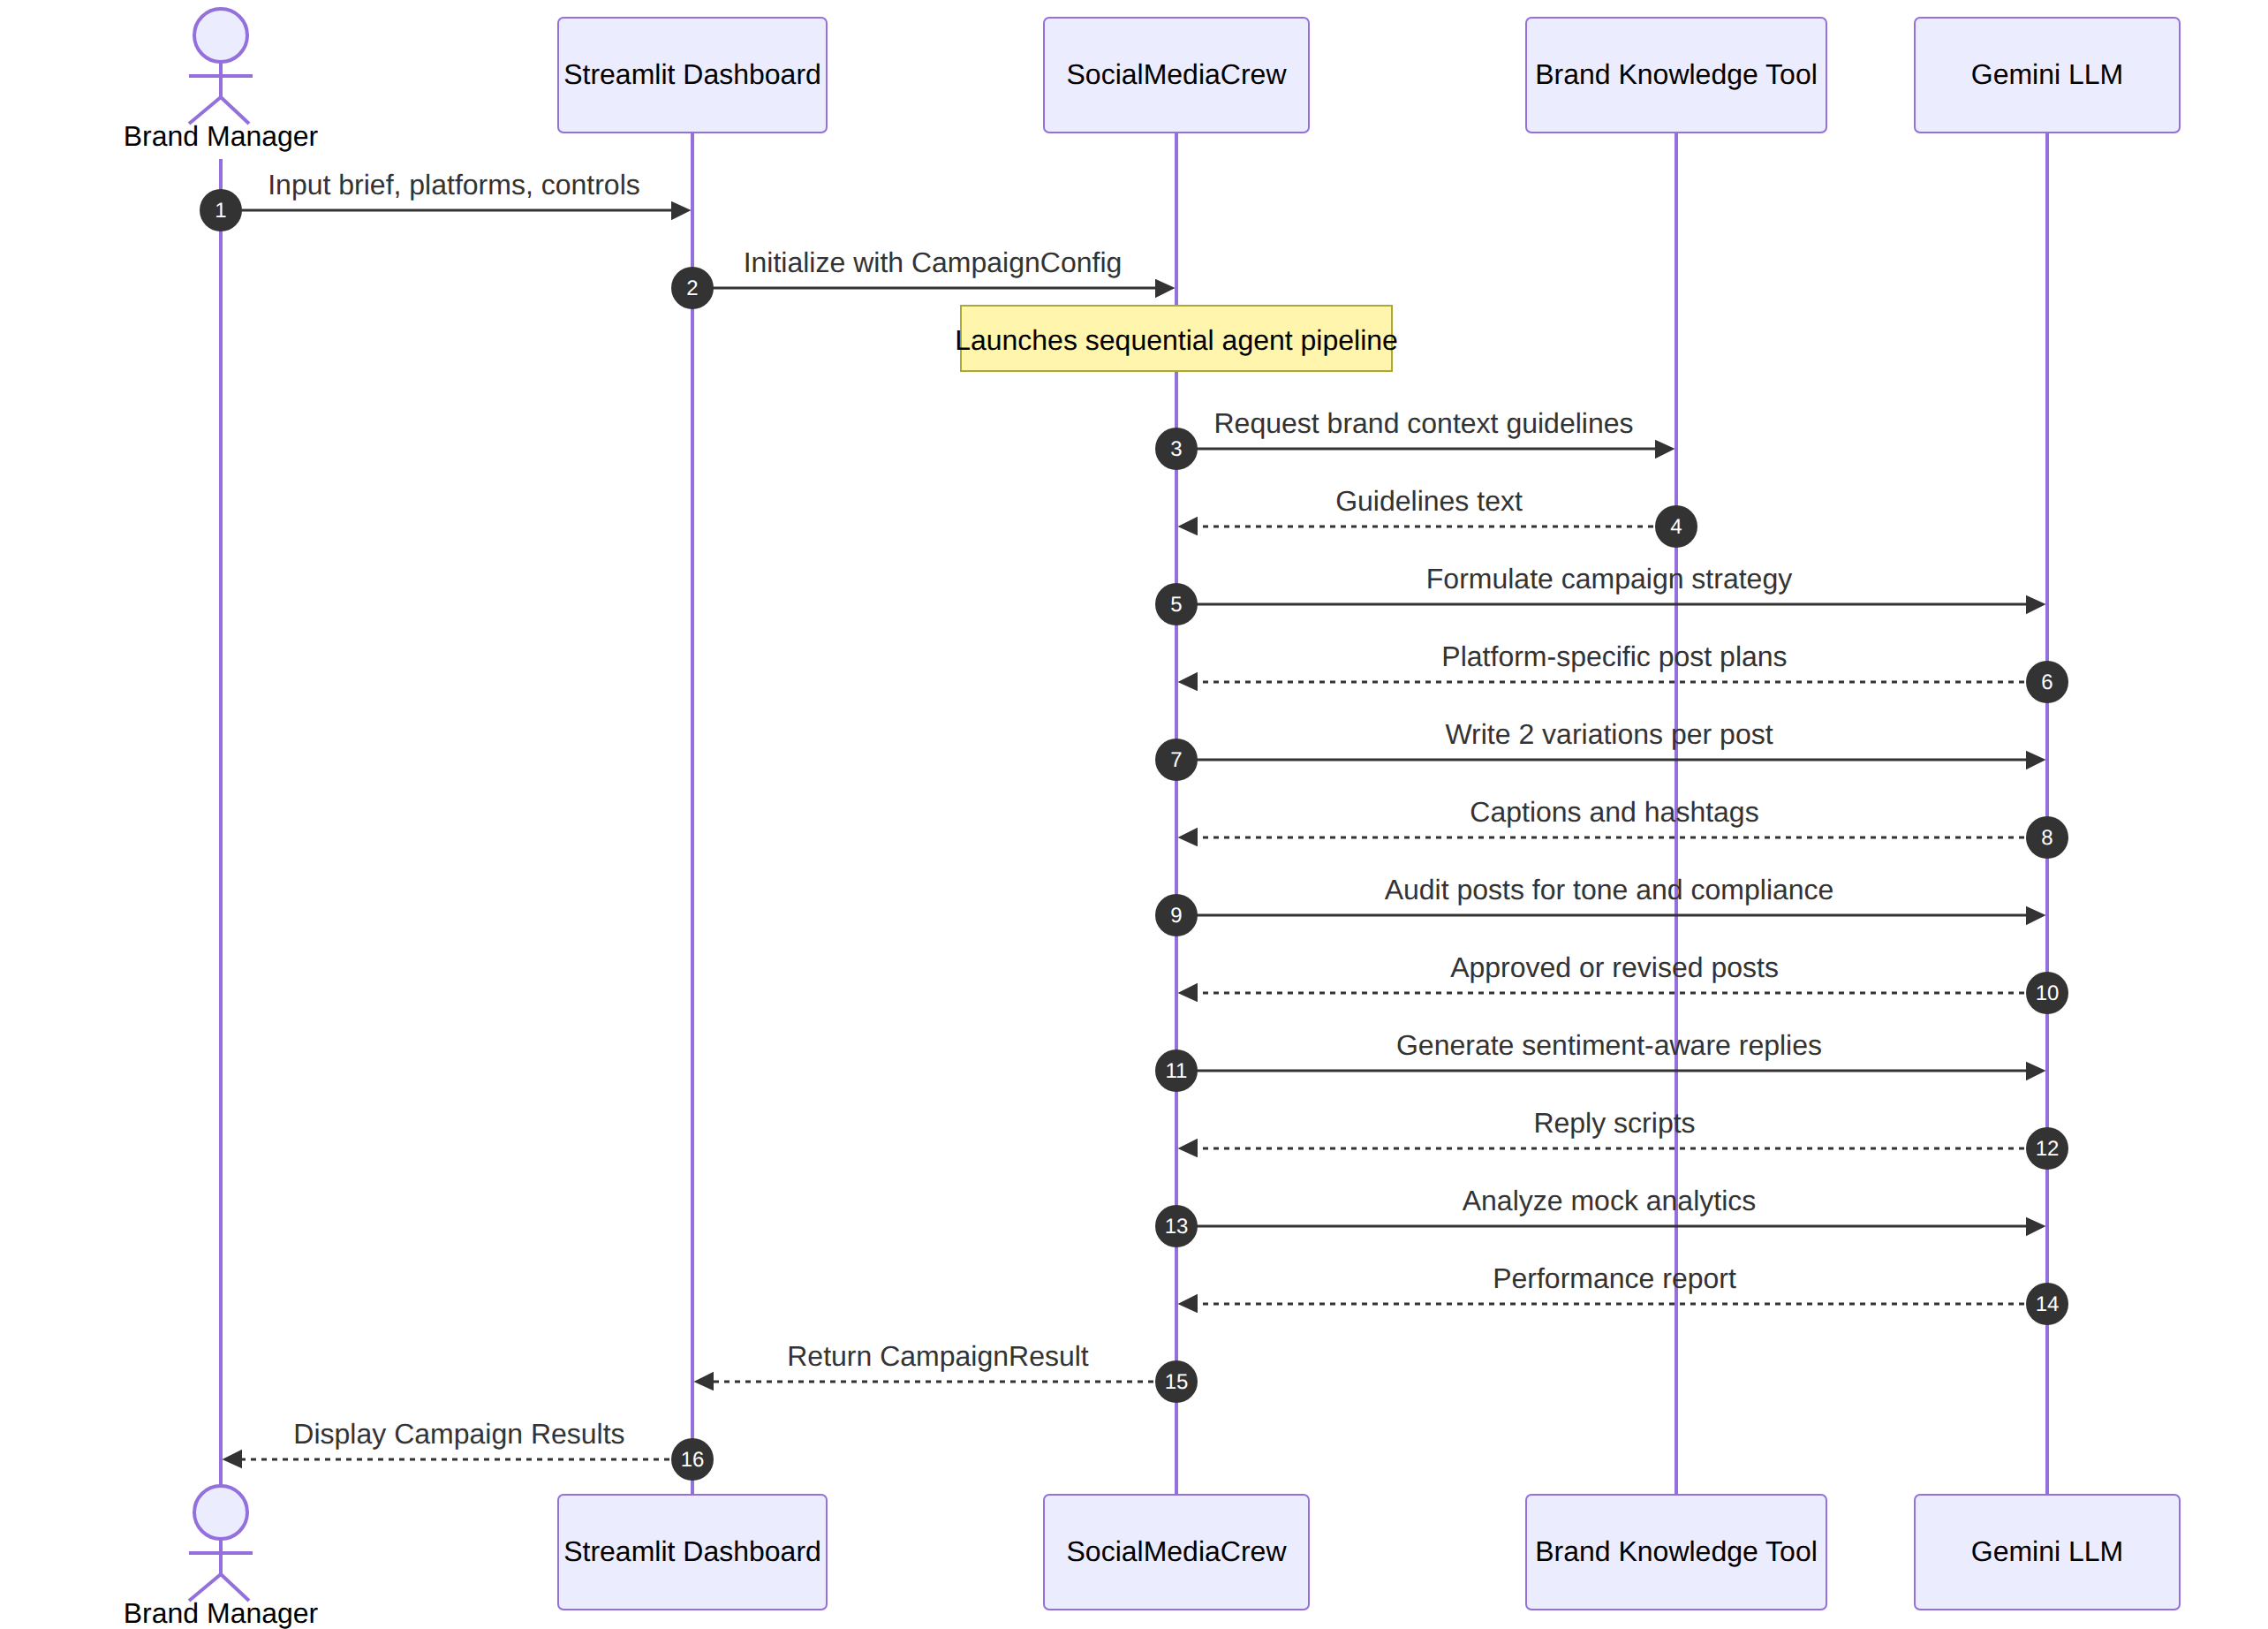 Brand Manager
Streamlit Dashboard
SocialMediaCrew
Brand Knowledge Tool
Gemini LLM
Input brief, platforms, controls
1
Initialize with CampaignConfig
2
Launches sequential agent pipeline
Request brand context guidelines
3
Guidelines text
4
Formulate campaign strategy
5
Platform-specific post plans
6
Write 2 variations per post
7
Captions and hashtags
8
Audit posts for tone and compliance
9
Approved or revised posts
10
Generate sentiment-aware replies
11
Reply scripts
12
Analyze mock analytics
13
Performance report
14
Return CampaignResult
15
Display Campaign Results
16
Brand Manager
Streamlit Dashboard
SocialMediaCrew
Brand Knowledge Tool
Gemini LLM